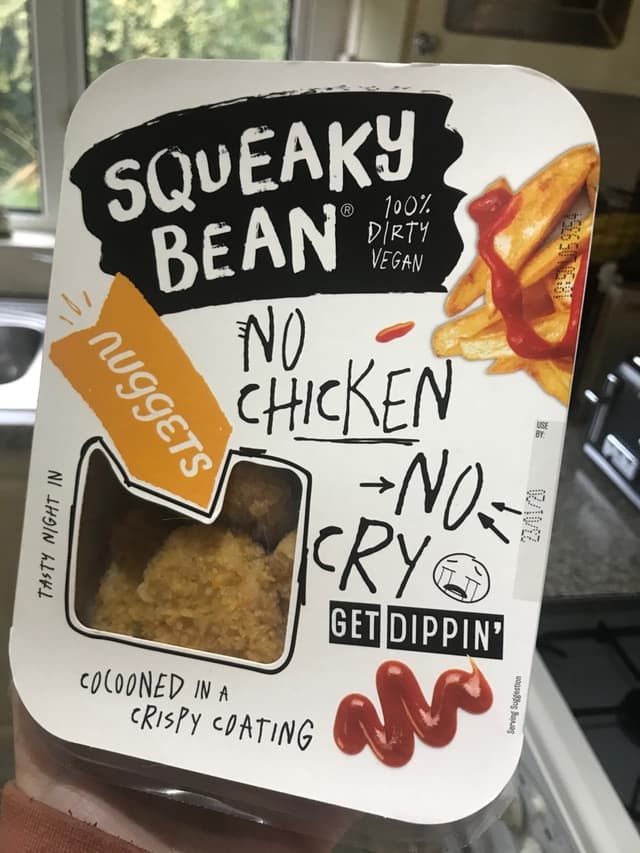 SQUEAKY
BEAN®
100%
DIRTY
VEGAN
NUGGETS
NO
CHICKEN
→NO
CRY
GET DIPPIN'
TASTY NIGHT IN
COCOONED IN A
CRISPY COATING
USE
BY:
23/01/20
Serving Suggestion